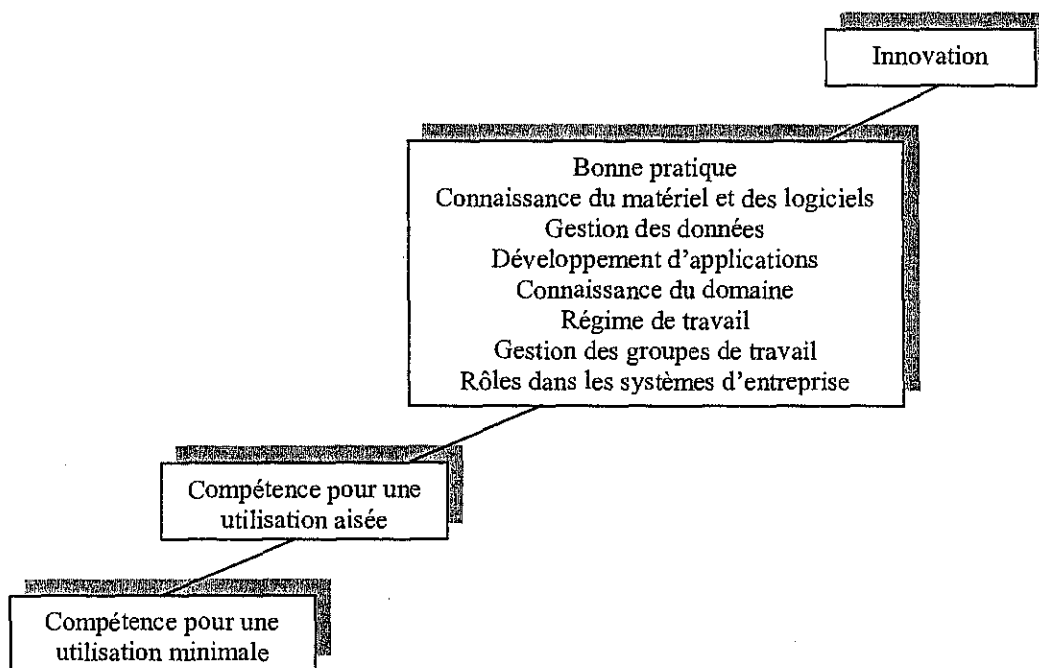 Innovation
Bonne pratique
Connaissance du matériel et des logiciels
Gestion des données
Développement d'applications
Connaissance du domaine
Régime de travail
Gestion des groupes de travail
Rôles dans les systèmes d'entreprise
Compétence pour une
utilisation aisée
Compétence pour une
utilisation minimale